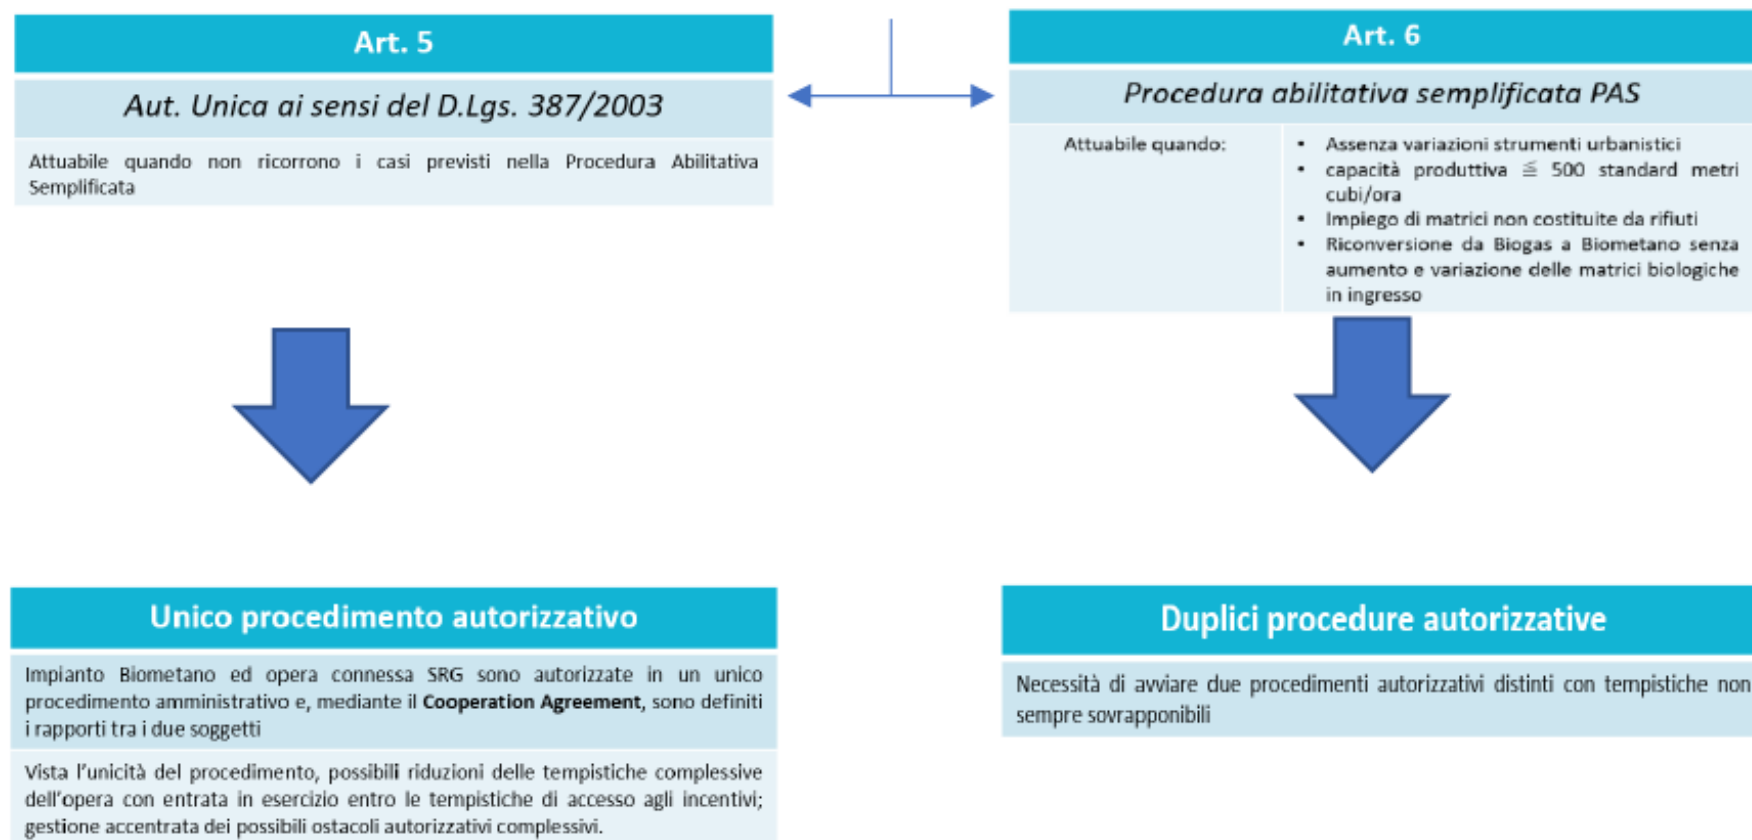 Art. 5
Aut. Unica ai sensi del D.Lgs. 387/2003
Attuabile quando non ricorrono i casi previsti nella Procedura Abilitativa
Semplificata
Art. 6
Procedura abilitativa semplificata PAS
Attuabile quando:
• Assenza variazioni strumenti urbanistici
• capacità produttiva ≦ 500 standard metri
cubi/ora
• Impiego di matrici non costituite da rifiuti
• Riconversione da Biogas a Biometano senza
aumento e variazione delle matrici biologiche
in ingresso
Unico procedimento autorizzativo
Impianto Biometano ed opera connessa SRG sono autorizzate in un unico
procedimento amministrativo e, mediante il Cooperation Agreement, sono definiti
i rapporti tra i due soggetti
Vista l'unicità del procedimento, possibili riduzioni delle tempistiche complessive
dell'opera con entrata in esercizio entro le tempistiche di accesso agli incentivi;
gestione accentrata dei possibili ostacoli autorizzativi complessivi.
Duplici procedure autorizzative
Necessità di avviare due procedimenti autorizzativi distinti con tempistiche non
sempre sovrapponibili